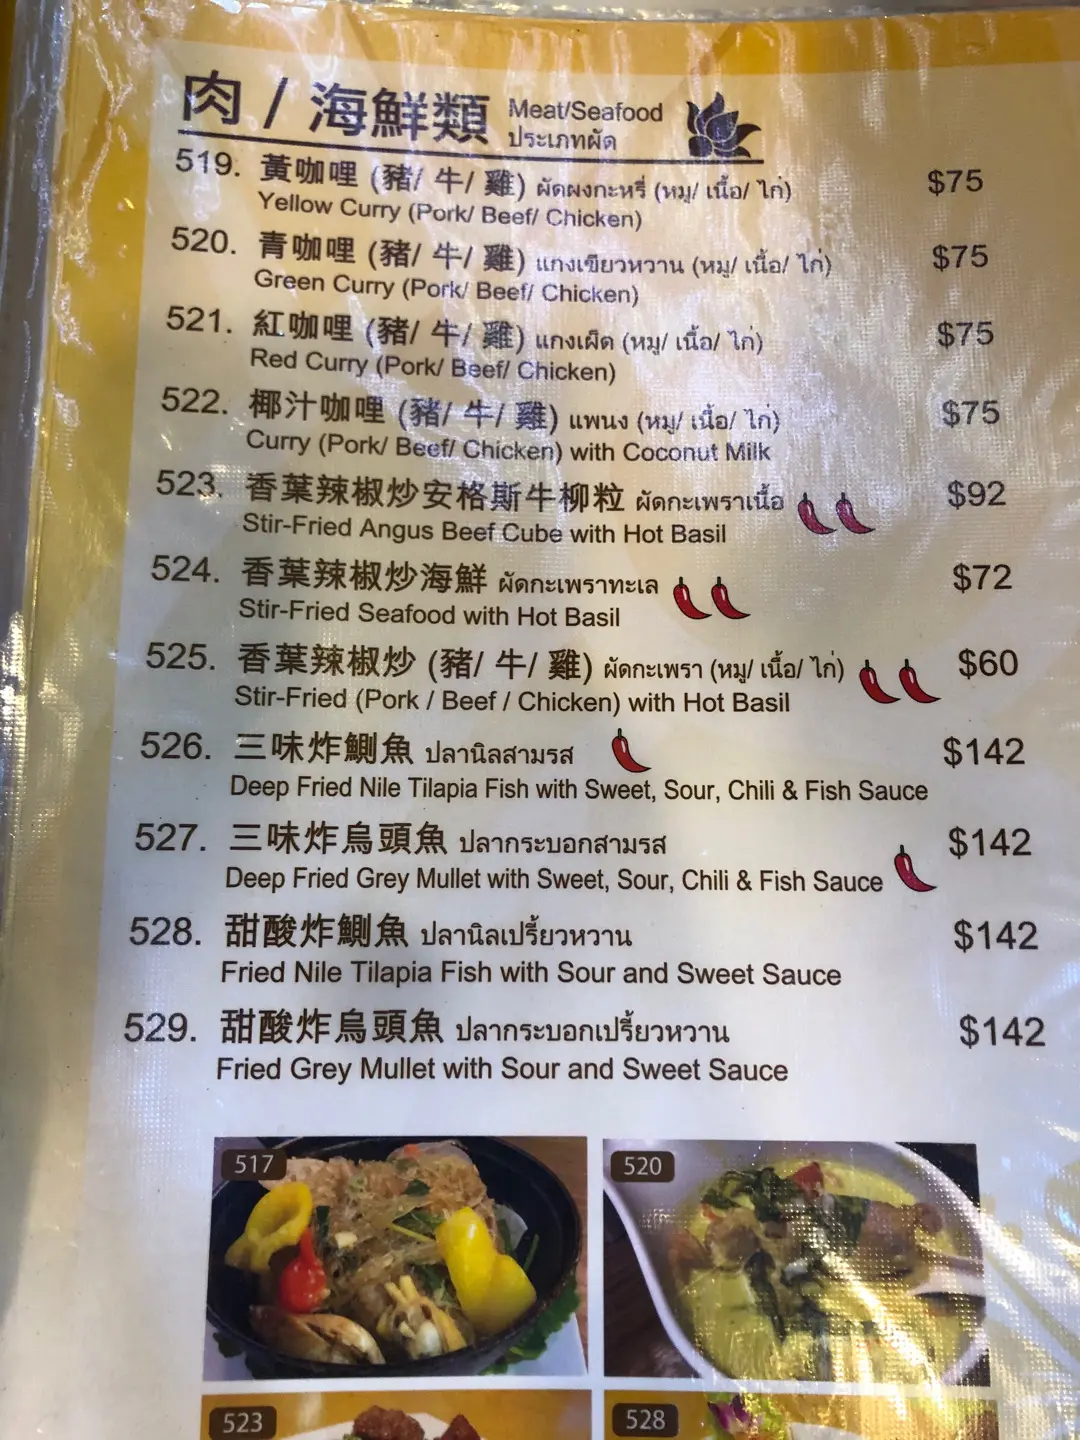 肉 / 海鮮類 Meat/Seafood
ประเภทผัด
519. 黃咖哩 (豬/ 牛/ 雞) ผัดผงกะหรี่ (หมู/ เนื้อ/ ไก่) $75
Yellow Curry (Pork/ Beef/ Chicken)
520. 青咖哩 (豬/ 牛/ 雞) แกงเขียวหวาน (หมู/ เนื้อ/ ไก่) $75
Green Curry (Pork/ Beef/ Chicken)
521. 紅咖哩 (豬/ 牛/ 雞) แกงเผ็ด (หมู/ เนื้อ/ ไก่) $75
Red Curry (Pork/ Beef/ Chicken)
522. 椰汁咖哩 (豬/ 牛/ 雞) แพนง (หมู/ เนื้อ/ ไก่) $75
Curry (Pork/ Beef/ Chicken) with Coconut Milk
523. 香葉辣椒炒安格斯牛柳粒 ผัดกะเพราเนื้อ $92
Stir-Fried Angus Beef Cube with Hot Basil
524. 香葉辣椒炒海鮮 ผัดกะเพราทะเล $72
Stir-Fried Seafood with Hot Basil
525. 香葉辣椒炒 (豬/ 牛/ 雞) ผัดกะเพรา (หมู/ เนื้อ/ ไก่) $60
Stir-Fried (Pork / Beef / Chicken) with Hot Basil
526. 三味炸鰂魚 ปลานิลสามรส $142
Deep Fried Nile Tilapia Fish with Sweet, Sour, Chili & Fish Sauce
527. 三味炸烏頭魚 ปลากระบอกสามรส $142
Deep Fried Grey Mullet with Sweet, Sour, Chili & Fish Sauce
528. 甜酸炸鰂魚 ปลานิลเปรี้ยวหวาน $142
Fried Nile Tilapia Fish with Sour and Sweet Sauce
529. 甜酸炸烏頭魚 ปลากระบอกเปรี้ยวหวาน $142
Fried Grey Mullet with Sour and Sweet Sauce
517
520
523
528